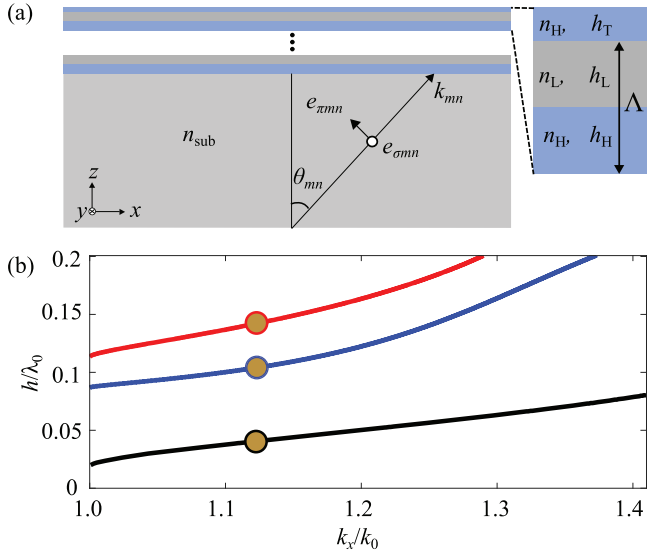 (a)
n_H, h_T
n_L, h_L
Λ
n_H, h_H
k_mn
e_πmn
n_sub
e_σmn
θ_mn
z
y x
(b)
0.2
0.15
0.1
0.05
0
h/λ_0
1.0 1.1 1.2 1.3 1.4
k_x/k_0